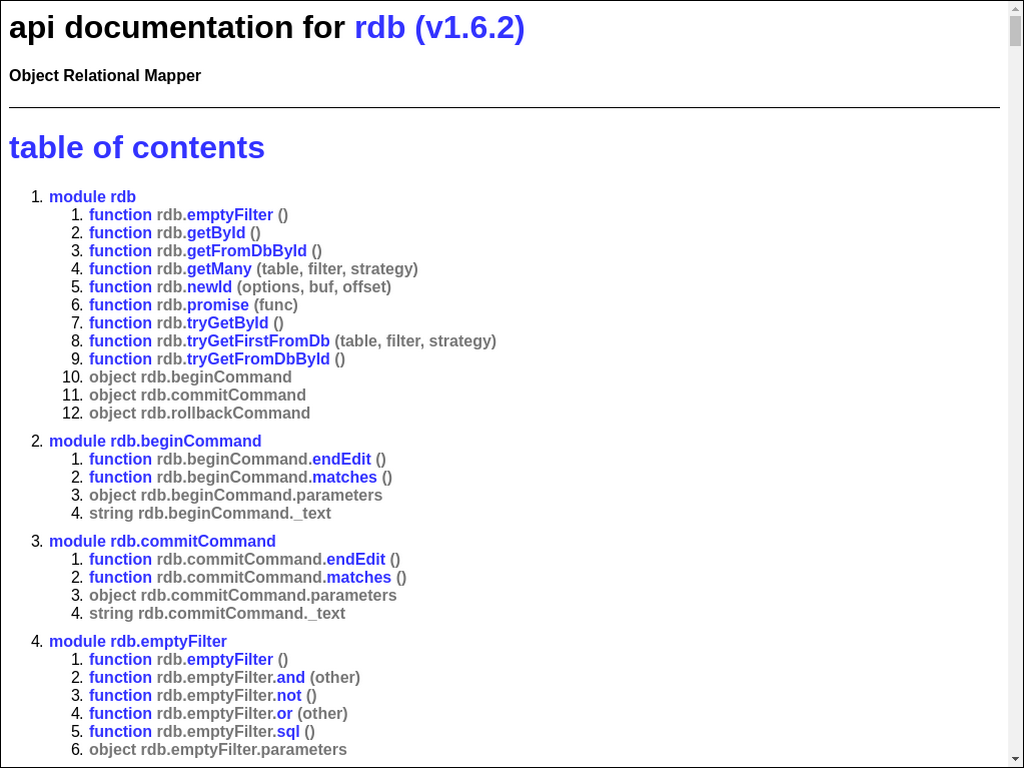 api documentation for rdb (v1.6.2)
Object Relational Mapper
table of contents
1. module rdb
1. function rdb.emptyFilter ()
2. function rdb.getById ()
3. function rdb.getFromDbById ()
4. function rdb.getMany (table, filter, strategy)
5. function rdb.newId (options, buf, offset)
6. function rdb.promise (func)
7. function rdb.tryGetById ()
8. function rdb.tryGetFirstFromDb (table, filter, strategy)
9. function rdb.tryGetFromDbById ()
10. object rdb.beginCommand
11. object rdb.commitCommand
12. object rdb.rollbackCommand
2. module rdb.beginCommand
1. function rdb.beginCommand.endEdit ()
2. function rdb.beginCommand.matches ()
3. object rdb.beginCommand.parameters
4. string rdb.beginCommand._text
3. module rdb.commitCommand
1. function rdb.commitCommand.endEdit ()
2. function rdb.commitCommand.matches ()
3. object rdb.commitCommand.parameters
4. string rdb.commitCommand._text
4. module rdb.emptyFilter
1. function rdb.emptyFilter ()
2. function rdb.emptyFilter.and (other)
3. function rdb.emptyFilter.not ()
4. function rdb.emptyFilter.or (other)
5. function rdb.emptyFilter.sql ()
6. object rdb.emptyFilter.parameters